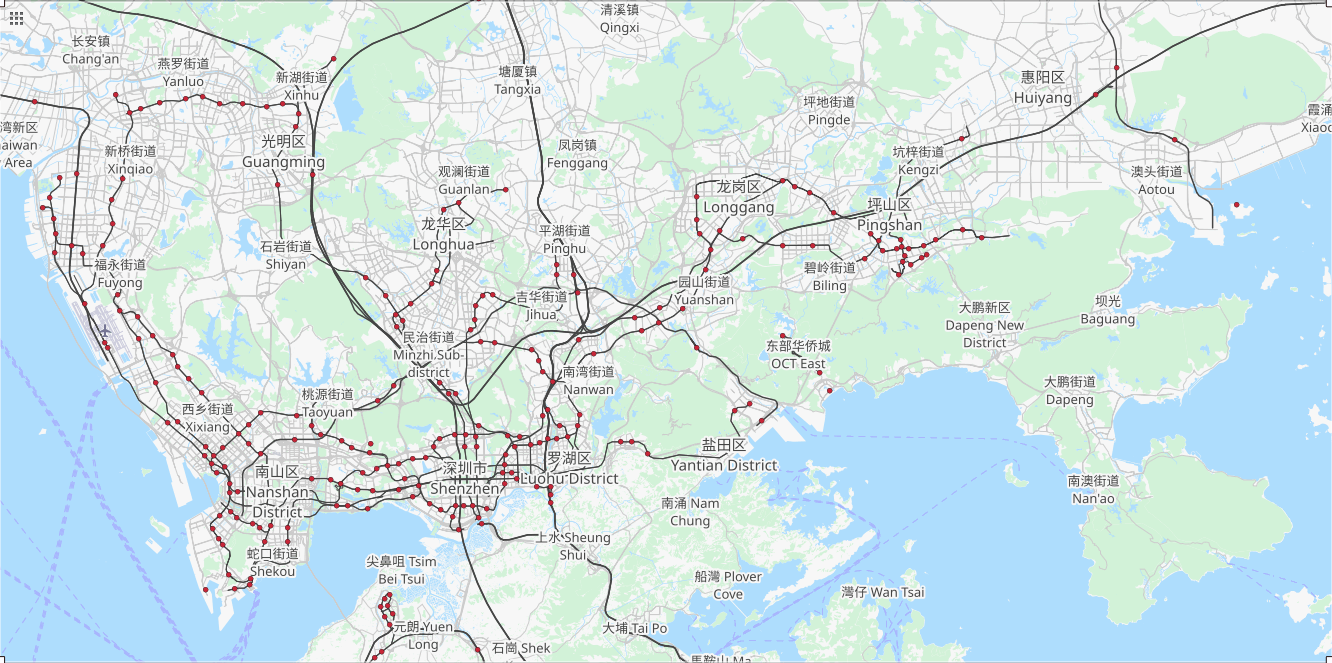 清溪镇
Qingxi
长安镇
Chang'an
燕罗街道
Yanluo
新湖街道
Xinhu
塘厦镇
Tangxia
惠阳区
Huiyang
坪地街道
Pingde
霞涌
Xiaoc
湾新区
aiwan
Area
新桥街道
Xinqiao
光明区
Guangming
凤岗镇
Fenggang
坑梓街道
Kengzi
观澜街道
Guanlan
龙岗区
Longgang
澳头街道
Aotou
坪山区
Pingshan
龙华区
Longhua
平湖街道
Pinghu
石岩街道
Shiyan
福永街道
Fuyong
碧岭街道
Biling
园山街道
Yuanshan
吉华街道
Jihua
坝光
Baguang
大鹏新区
Dapeng New
District
民治街道
Minzhi Sub-
district
东部华侨城
OCT East
南湾街道
Nanwan
大鹏街道
Dapeng
桃源街道
Taoyuan
西乡街道
Xixiang
盐田区
Yantian District
罗湖区
Luohu District
深圳市
Shenzhen
南山区
Nanshan
District
南澳街道
Nan'ao
南涌 Nam
Chung
上水 Sheung
Shui
蛇口街道
Shekou
尖鼻咀 Tsim
Bei Tsui
船灣 Plover
Cove
灣仔 Wan Tsai
元朗 Yuen
Long
大埔 Tai Po
石崗 Shek
馬鞍山 Ma